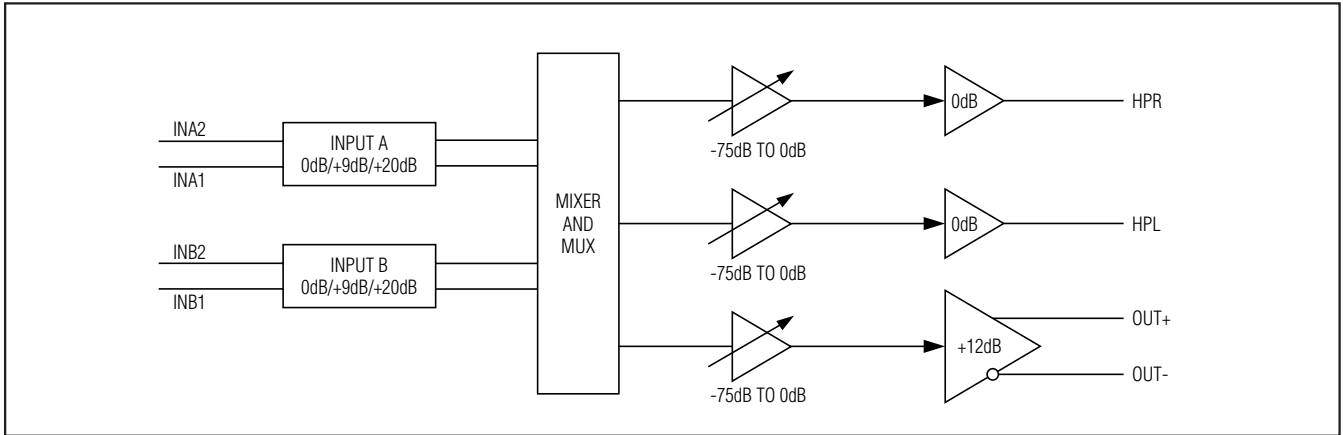 INA2
INA1
INPUT A
0dB/+9dB/+20dB
INB2
INB1
INPUT B
0dB/+9dB/+20dB
MIXER
AND
MUX
-75dB TO 0dB
0dB
HPR
-75dB TO 0dB
0dB
HPL
-75dB TO 0dB
+12dB
OUT+
OUT-